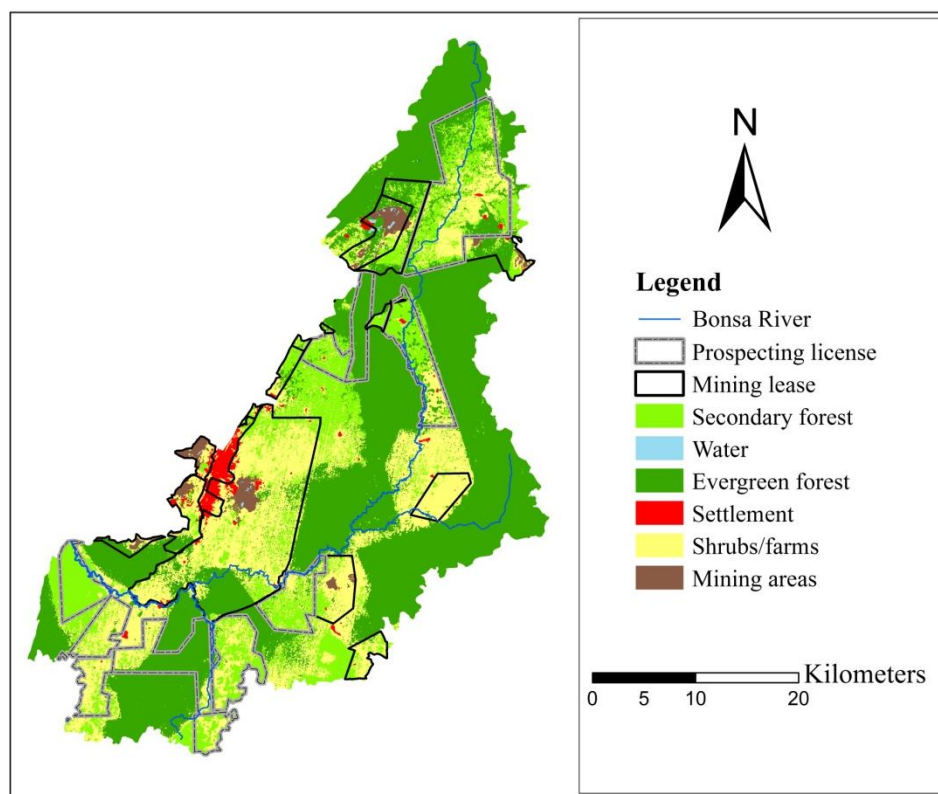 N
Legend
Bonsa River
Prospecting license
Mining lease
Secondary forest
Water
Evergreen forest
Settlement
Shrubs/farms
Mining areas
Kilometers
0 5 10 20